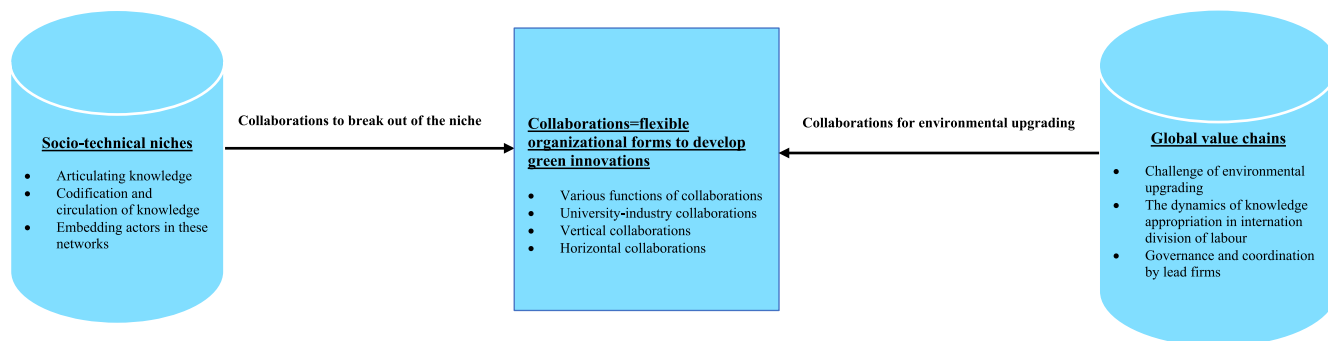 Socio-technical niches
• Articulating knowledge
• Codification and
circulation of knowledge
• Embedding actors in these
networks
Collaborations to break out of the niche
Collaborations=flexible
organizational forms to develop
green innovations
• Various functions of collaborations
• University-industry collaborations
• Vertical collaborations
• Horizontal collaborations
Collaborations for environmental upgrading
Global value chains
• Challenge of environmental
upgrading
• The dynamics of knowledge
appropriation in internation
division of labour
• Governance and coordination
by lead firms